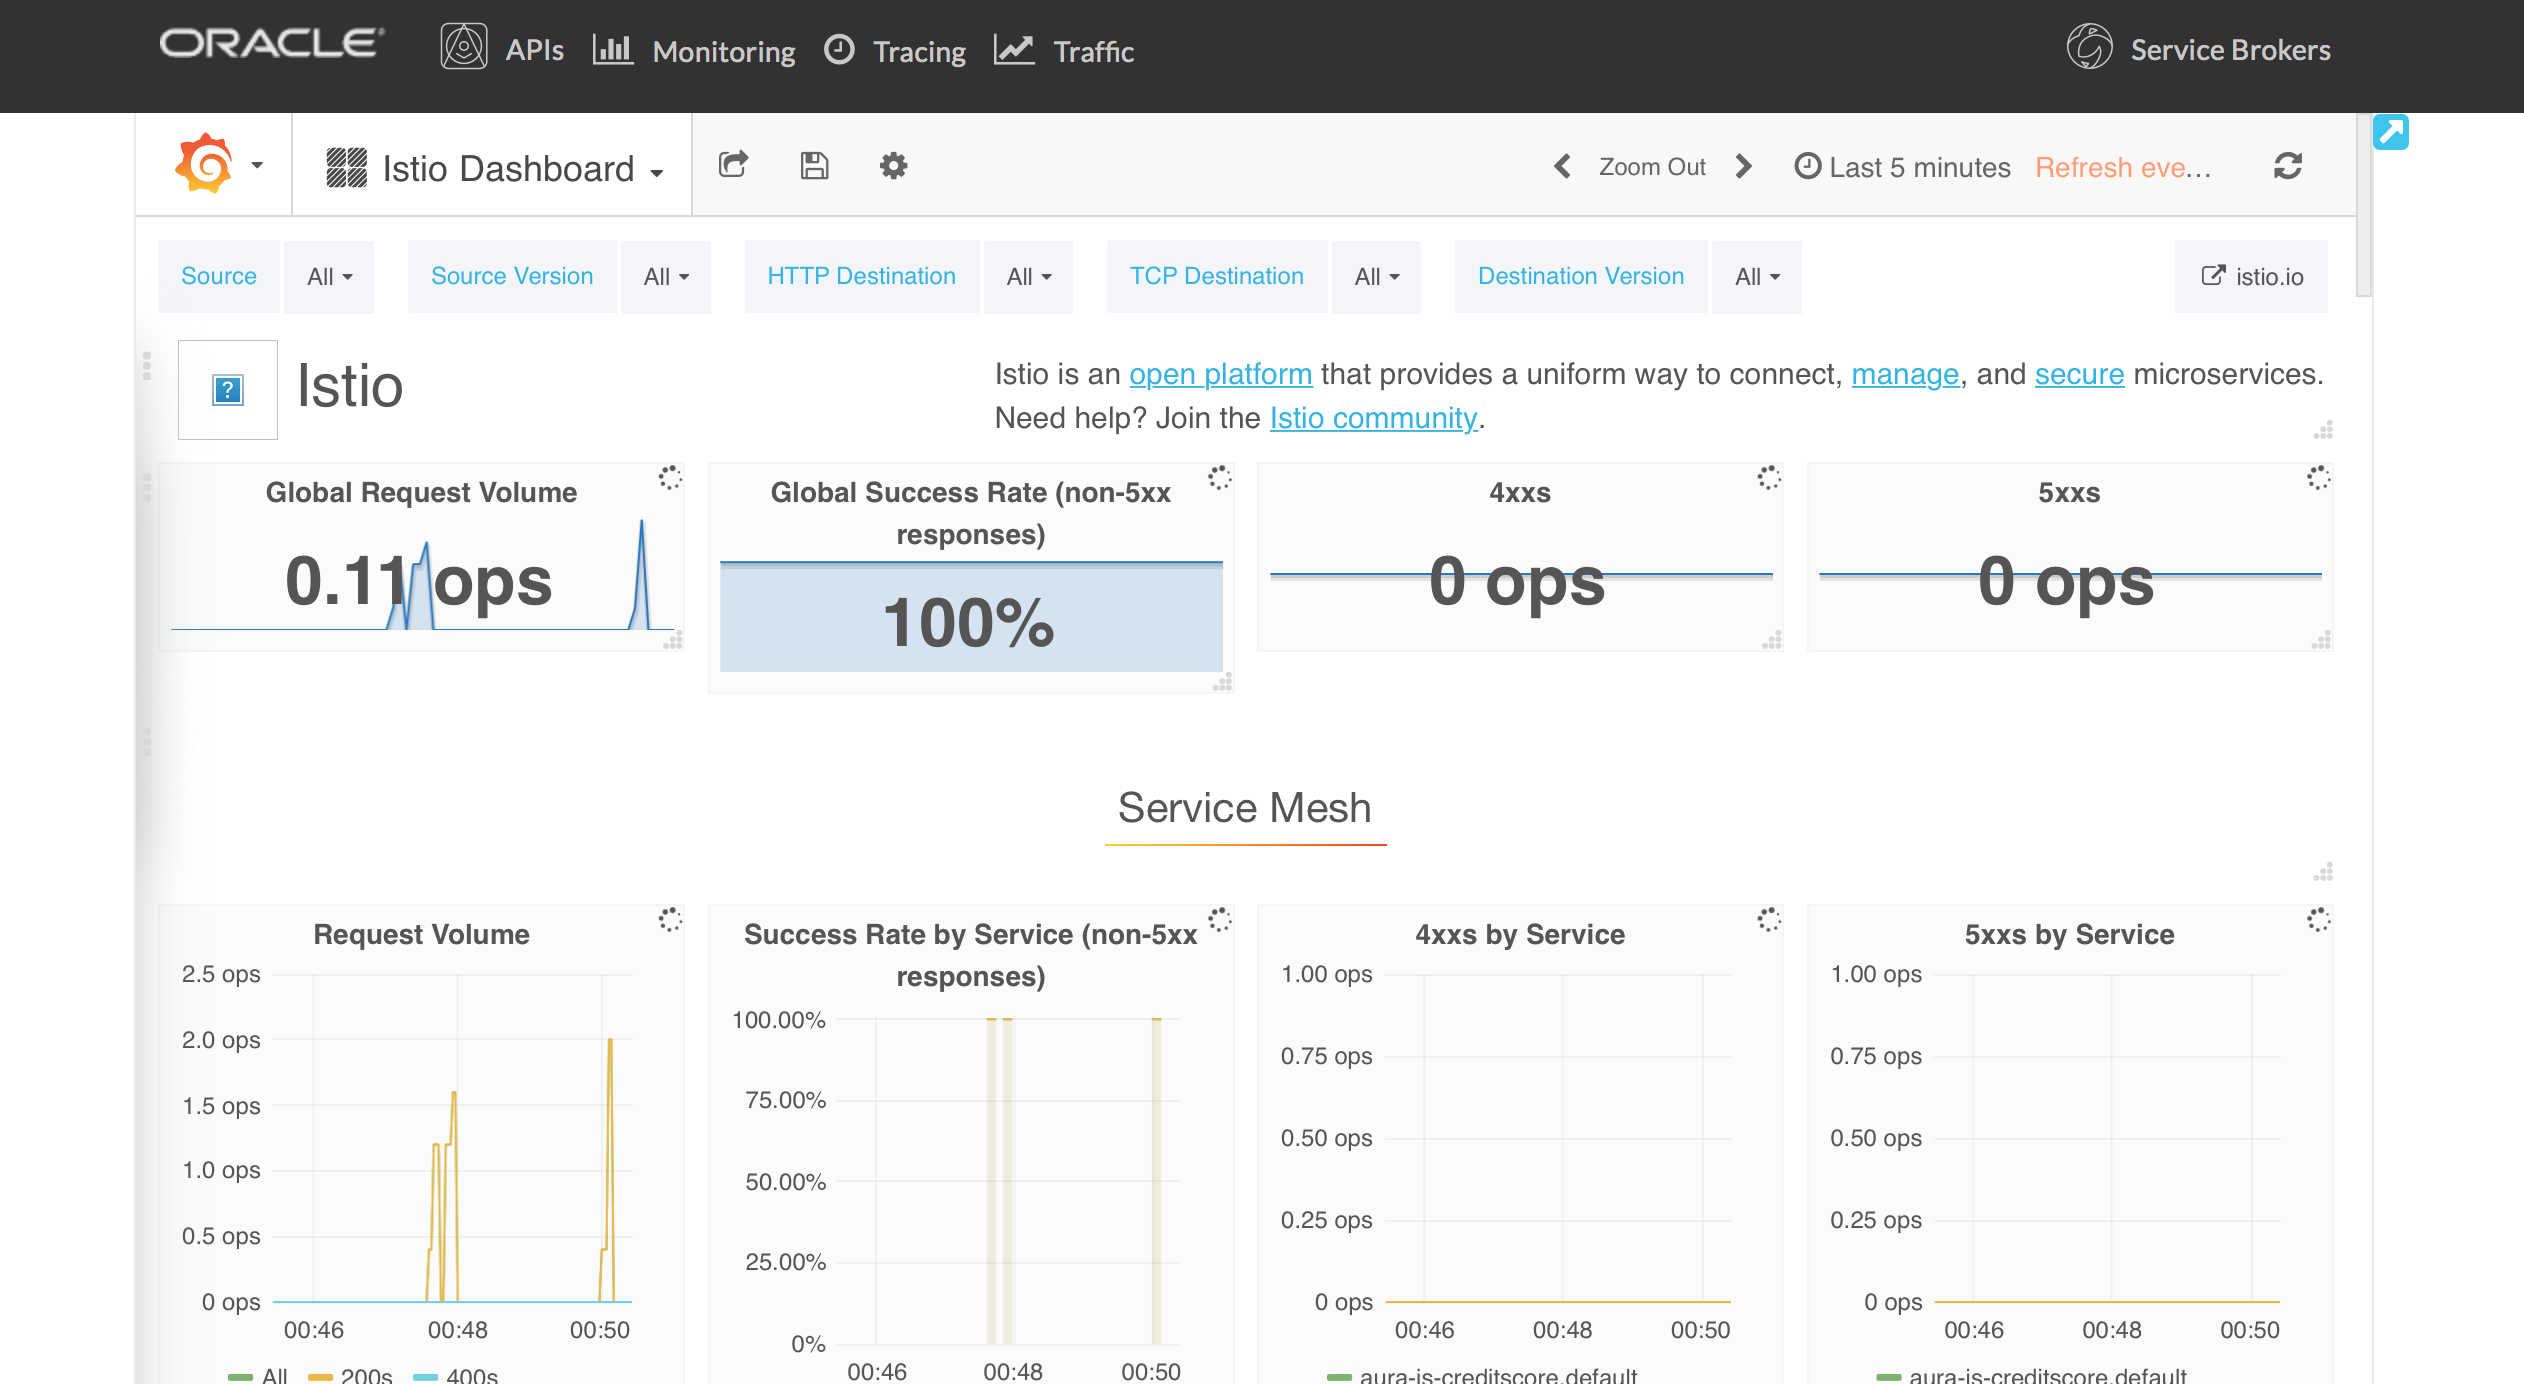 ORACLE APIs Monitoring Tracing Traffic Service Brokers
Istio Dashboard Zoom Out Last 5 minutes Refresh eve...
Source All Source Version All HTTP Destination All TCP Destination All Destination Version All istio.io
Istio
Istio is an open platform that provides a uniform way to connect, manage, and secure microservices.
Need help? Join the Istio community.
Global Request Volume
0.11 ops
Global Success Rate (non-5xx
responses)
100%
4xxs
0 ops
5xxs
0 ops
Service Mesh
Request Volume
2.5 ops
2.0 ops
1.5 ops
1.0 ops
0.5 ops
0 ops
00:46 00:48 00:50
All 200s 400s
Success Rate by Service (non-5xx
responses)
100.00%
75.00%
50.00%
25.00%
0%
00:46 00:48 00:50
4xxs by Service
1.00 ops
0.75 ops
0.50 ops
0.25 ops
0 ops
00:46 00:48 00:50
aura-is-creditscore.default
5xxs by Service
1.00 ops
0.75 ops
0.50 ops
0.25 ops
0 ops
00:46 00:48 00:50
aura-is-creditscore.default